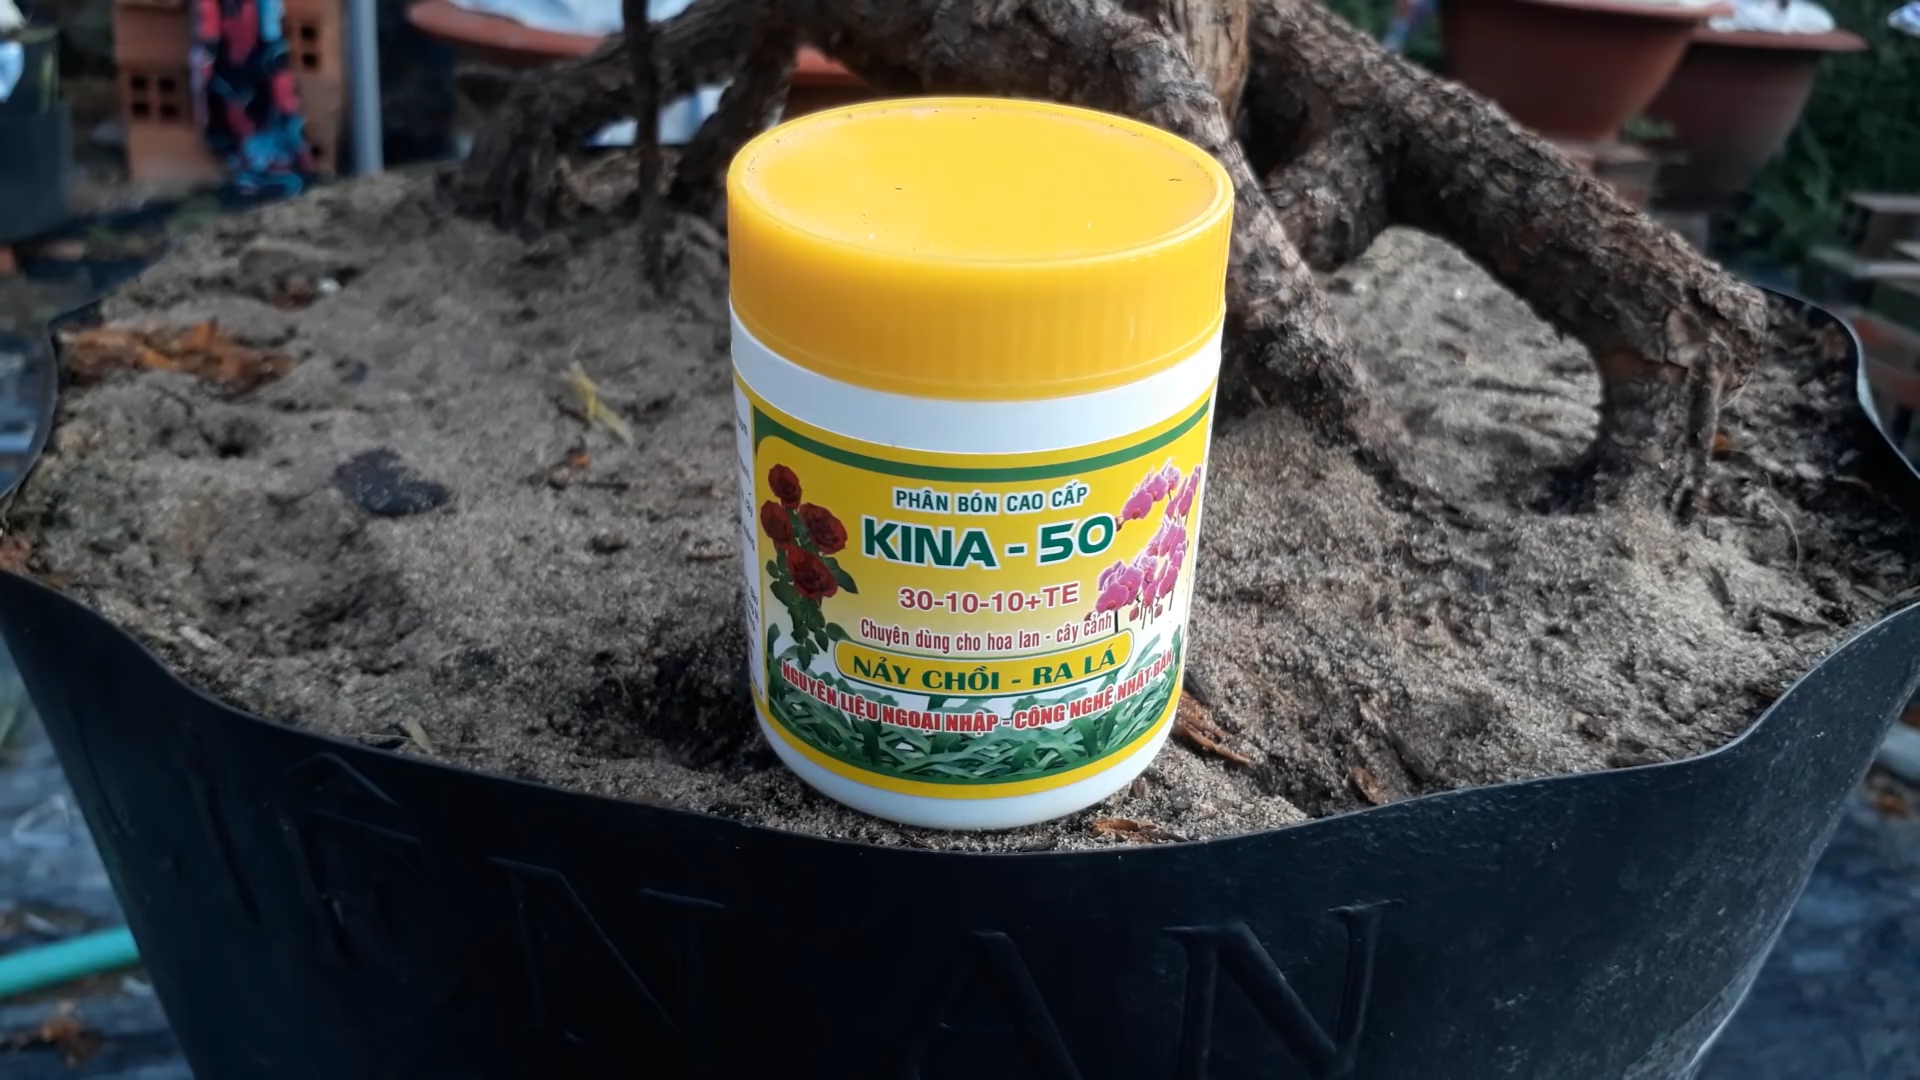 PHÂN BÓN CAO CẤP
KINA - 50
30-10-10+TE
Chuyên dùng cho hoa lan - cây cảnh
NẢY CHỒI - RA LÁ
NGUYÊN LIỆU NGOẠI NHẬP - CÔNG NGHỆ NHẬT BẢN